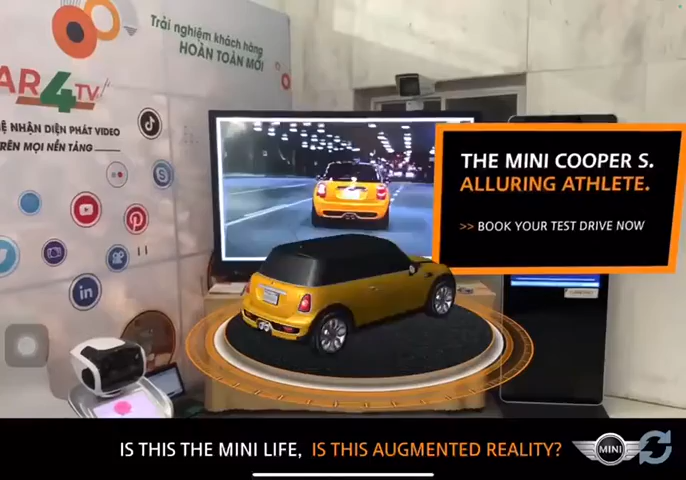 Trải nghiệm khách hàng
HOÀN TOÀN MỚI
AR4TV
Ệ NHẬN DIỆN PHÁT VIDEO
TRÊN MỌI NỀN TẢNG
in
THE MINI COOPER S.
ALLURING ATHLETE.
>> BOOK YOUR TEST DRIVE NOW
IS THIS THE MINI LIFE, IS THIS AUGMENTED REALITY?
MINI